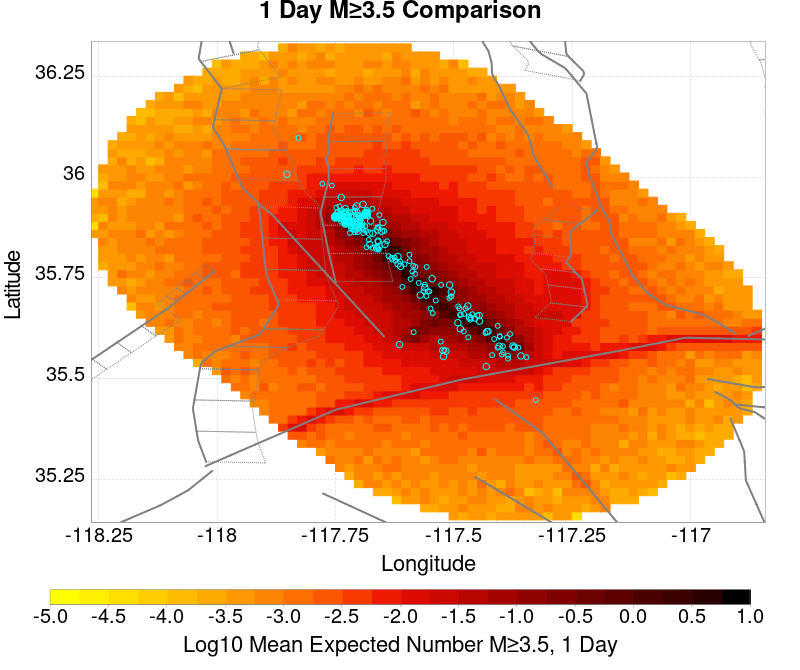 1 Day M≥3.5 Comparison
36.25
36
35.75
35.5
35.25
Latitude
-118.25 -118 -117.75 -117.5 -117.25 -117
Longitude
-5.0 -4.5 -4.0 -3.5 -3.0 -2.5 -2.0 -1.5 -1.0 -0.5 0.0 0.5 1.0
Log10 Mean Expected Number M≥3.5, 1 Day